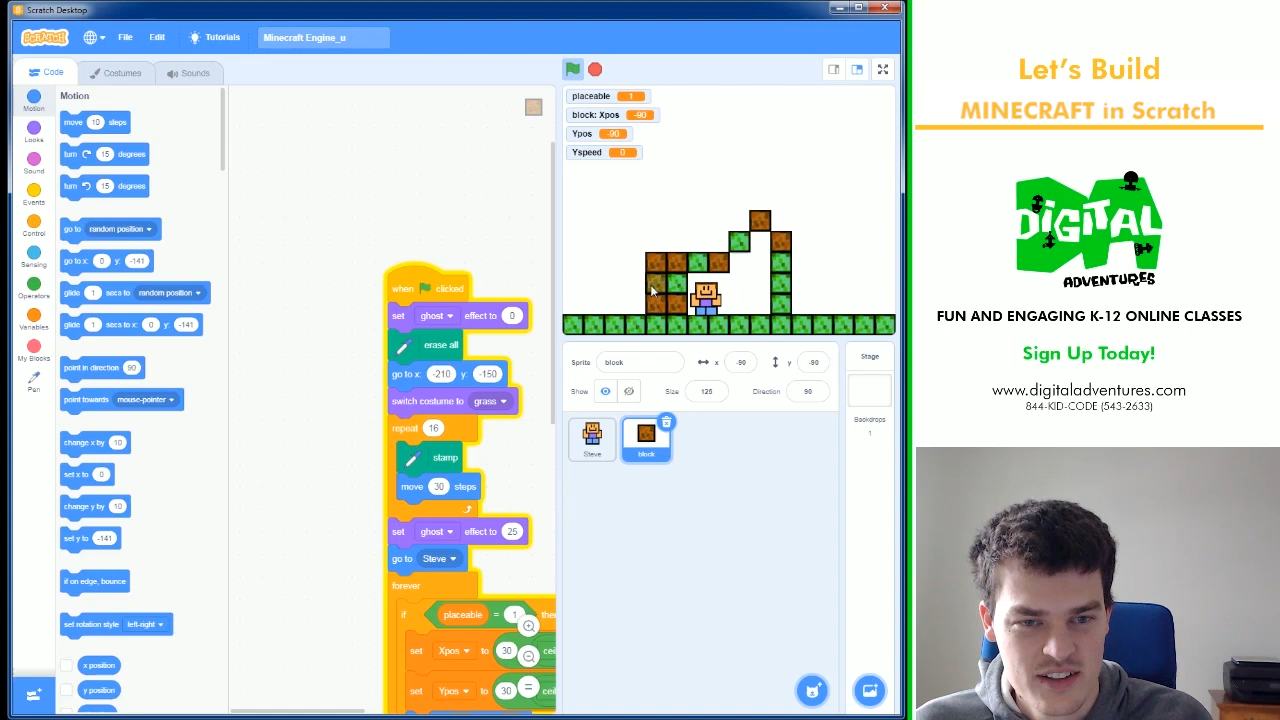 Scratch Desktop
SCRATCH
File
Edit
Tutorials
Minecraft Engine_u
Code
Costumes
Sounds
Motion
Looks
Sound
Events
Control
Sensing
Operators
Variables
My Blocks
Pen
Motion
move 10 steps
turn 15 degrees
turn 15 degrees
go to random position
go to x: 0 y: -141
glide 1 secs to random position
glide 1 secs to x: 0 y: -141
point in direction 90
point towards mouse-pointer
change x by 10
set x to 0
change y by 10
set y to -141
if on edge, bounce
set rotation style left-right
x position
y position
when clicked
set ghost effect to 0
erase all
go to x: -210 y: -150
switch costume to grass
repeat 16
stamp
move 30 steps
set ghost effect to 25
go to Steve
forever
if placeable = 1 then
set Xpos to 30
set Ypos to 30
placeable 1
block: Xpos -90
Ypos -90
Yspeed 0
Sprite block x -90 y -90
Show Size 125 Direction 90
Steve
block
Stage
Backdrops
1
Let's Build
MINECRAFT in Scratch
DIGITAL
ADVENTURES
FUN AND ENGAGING K-12 ONLINE CLASSES
Sign Up Today!
www.digitaladventures.com
844-KID-CODE (543-2633)